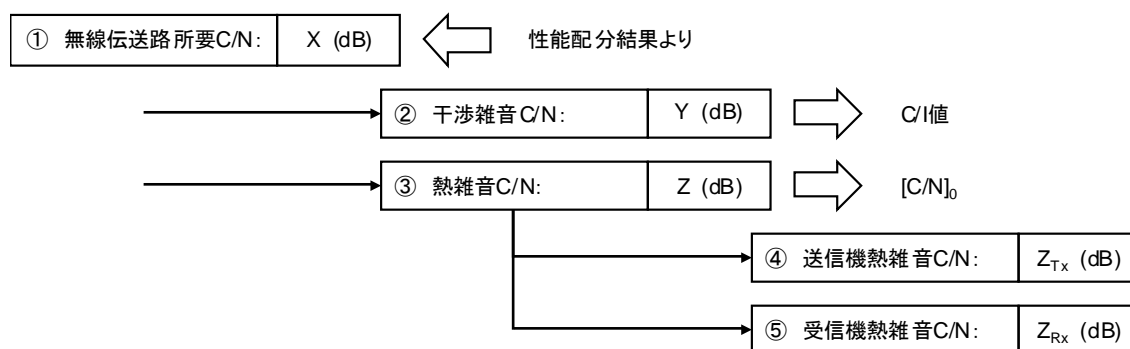 ① 無線伝送路所要C/N: X (dB) 性能配分結果より
② 干渉雑音C/N: Y (dB) C/I値
③ 熱雑音C/N: Z (dB) [C/N]0
④ 送信機熱雑音C/N: ZTx (dB)
⑤ 受信機熱雑音C/N: ZRx (dB)